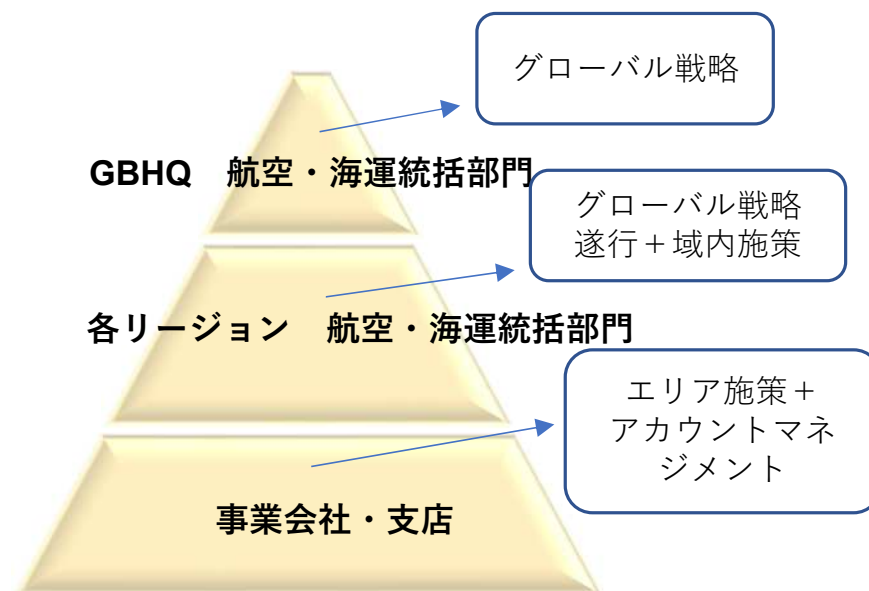 グローバル戦略
GBHQ 航空・海運統括部門
グローバル戦略
遂行＋域内施策
各リージョン 航空・海運統括部門
エリア施策＋
アカウントマネ
ジメント
事業会社・支店